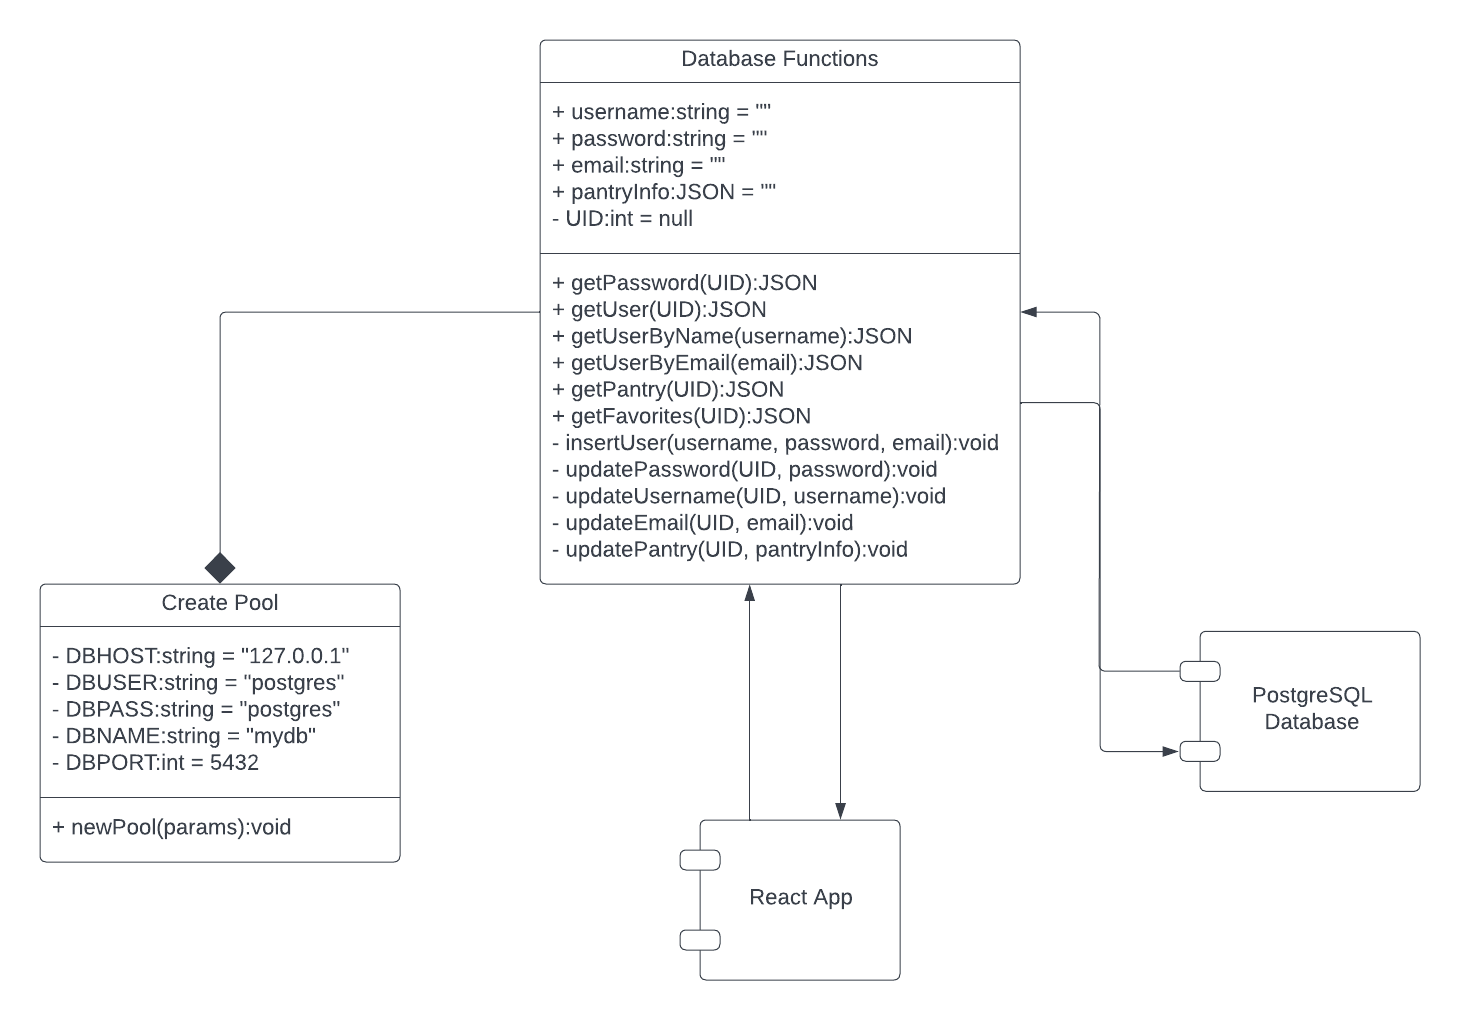 Database Functions
+ username:string = ""
+ password:string = ""
+ email:string = ""
+ pantryInfo:JSON = ""
- UID:int = null
+ getPassword(UID):JSON
+ getUser(UID):JSON
+ getUserByName(username):JSON
+ getUserByEmail(email):JSON
+ getPantry(UID):JSON
+ getFavorites(UID):JSON
- insertUser(username, password, email):void
- updatePassword(UID, password):void
- updateUsername(UID, username):void
- updateEmail(UID, email):void
- updatePantry(UID, pantryInfo):void
Create Pool
- DBHOST:string = "127.0.0.1"
- DBUSER:string = "postgres"
- DBPASS:string = "postgres"
- DBNAME:string = "mydb"
- DBPORT:int = 5432
+ newPool(params):void
PostgreSQL
Database
React App